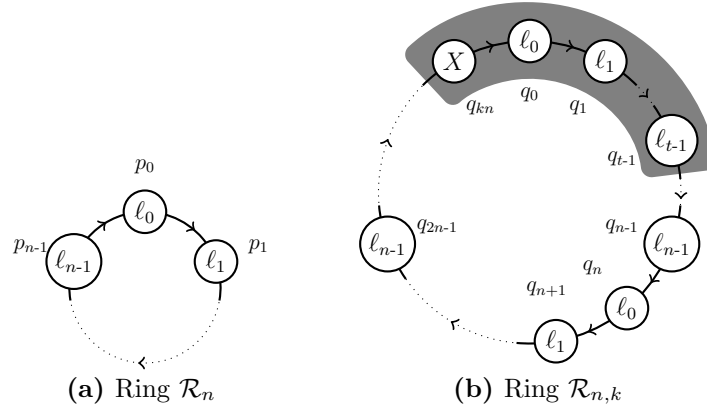 X ℓ0 ℓ1
qkn q0 q1
ℓt-1
qt-1
p0
ℓ0
pn-1 ℓn-1 ℓ1 p1
ℓn-1 q2n-1 qn-1 ℓn-1
qn
ℓ0
qn+1
ℓ1
(a) Ring Rn (b) Ring Rn,k